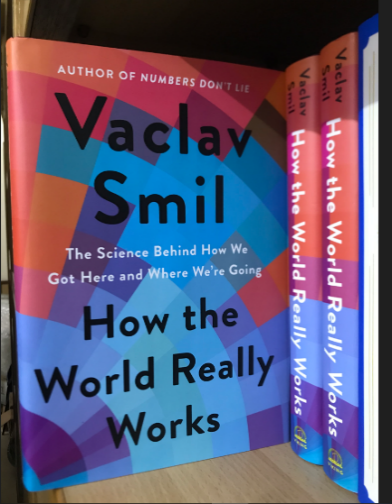 AUTHOR OF NUMBERS DON'T LIE
Vaclav
Smil
The Science Behind How We
Got Here and Where We're Going
How the
World Really
Works
Vaclav
Smil
How the World Really Works
Vaclav
Smil
How the World Really Works